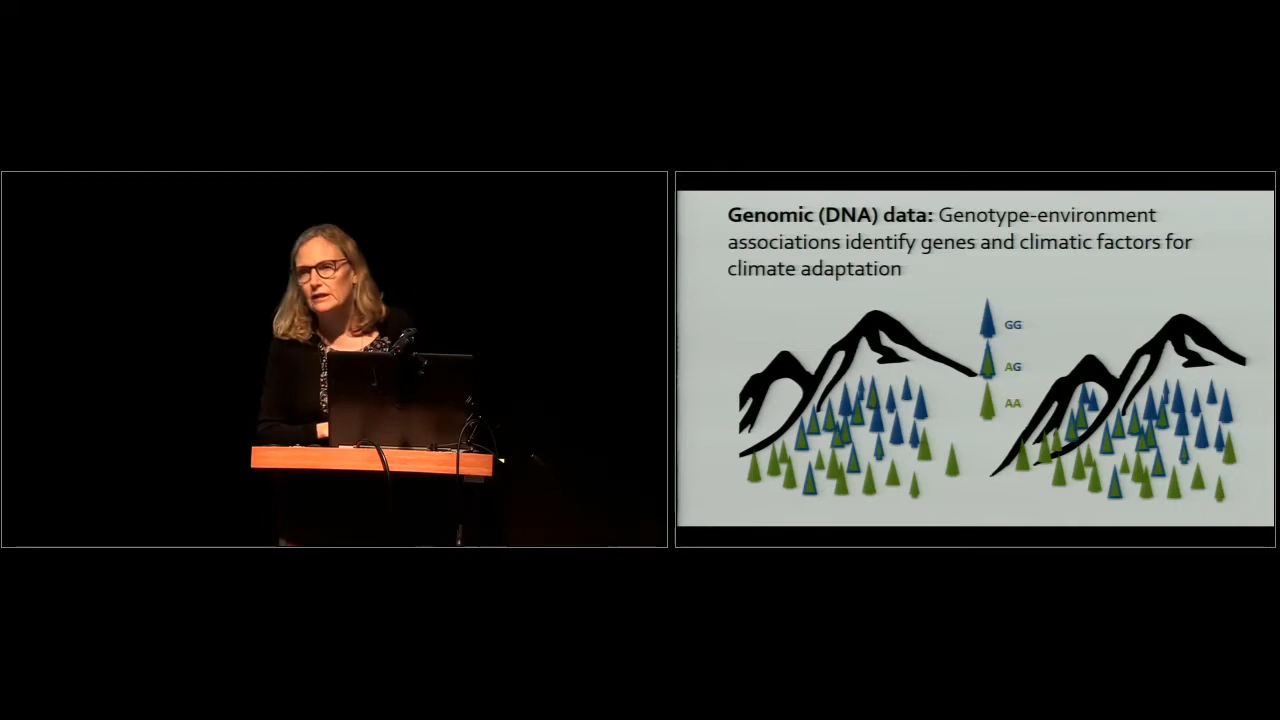 Genomic (DNA) data: Genotype-environment
associations identify genes and climatic factors for
climate adaptation
GG
AG
AA